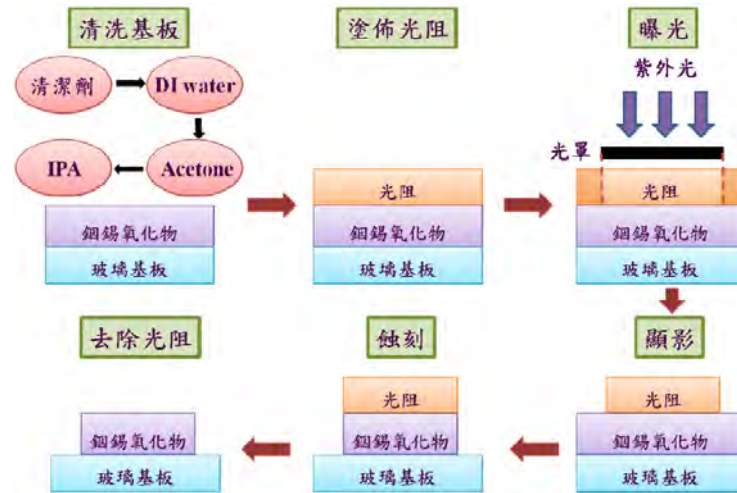 清洗基板
清潔劑
DI water
IPA
Acetone
銦錫氧化物
玻璃基板
塗佈光阻
光阻
銦錫氧化物
玻璃基板
曝光
紫外光
光罩
光阻
銦錫氧化物
玻璃基板
顯影
光阻
銦錫氧化物
玻璃基板
蝕刻
光阻
銦錫氧化物
玻璃基板
去除光阻
銦錫氧化物
玻璃基板